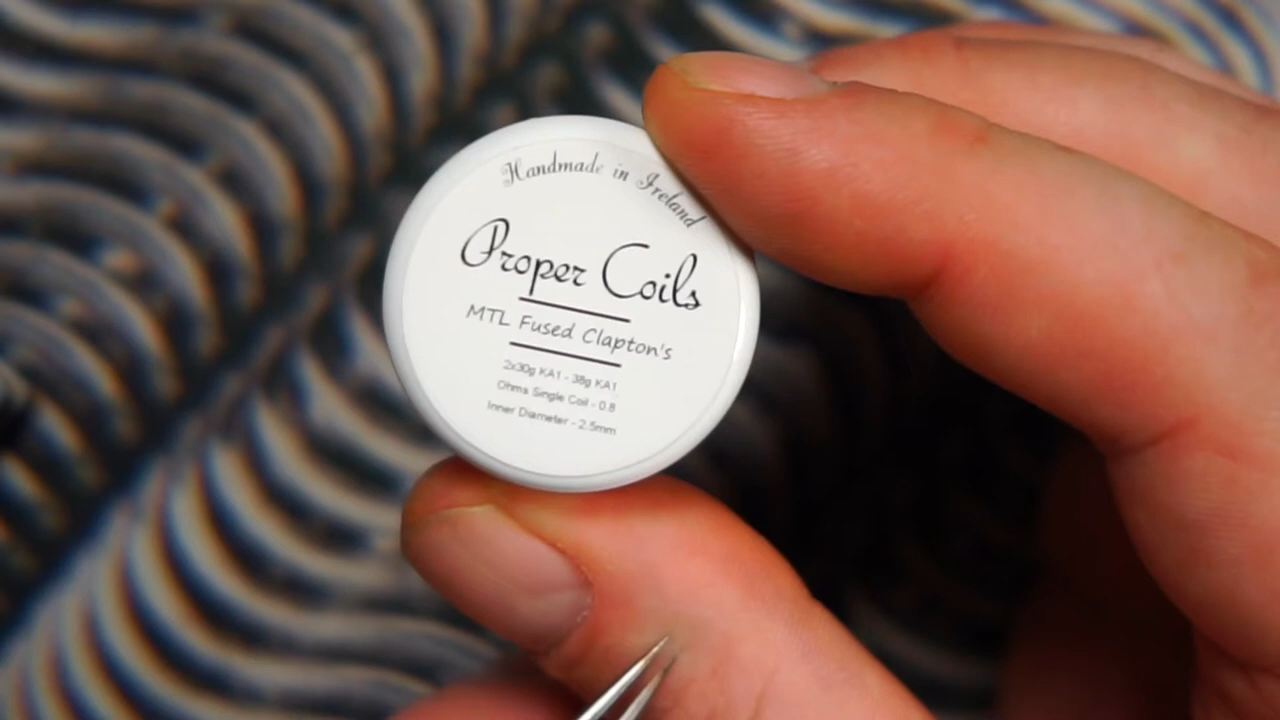 Handmade in Ireland
Proper Coils
MTL Fused Clapton's
2x30g KA1 - 38g KA1
Ohms Single Coil - 0.8
Inner Diameter - 2.5mm